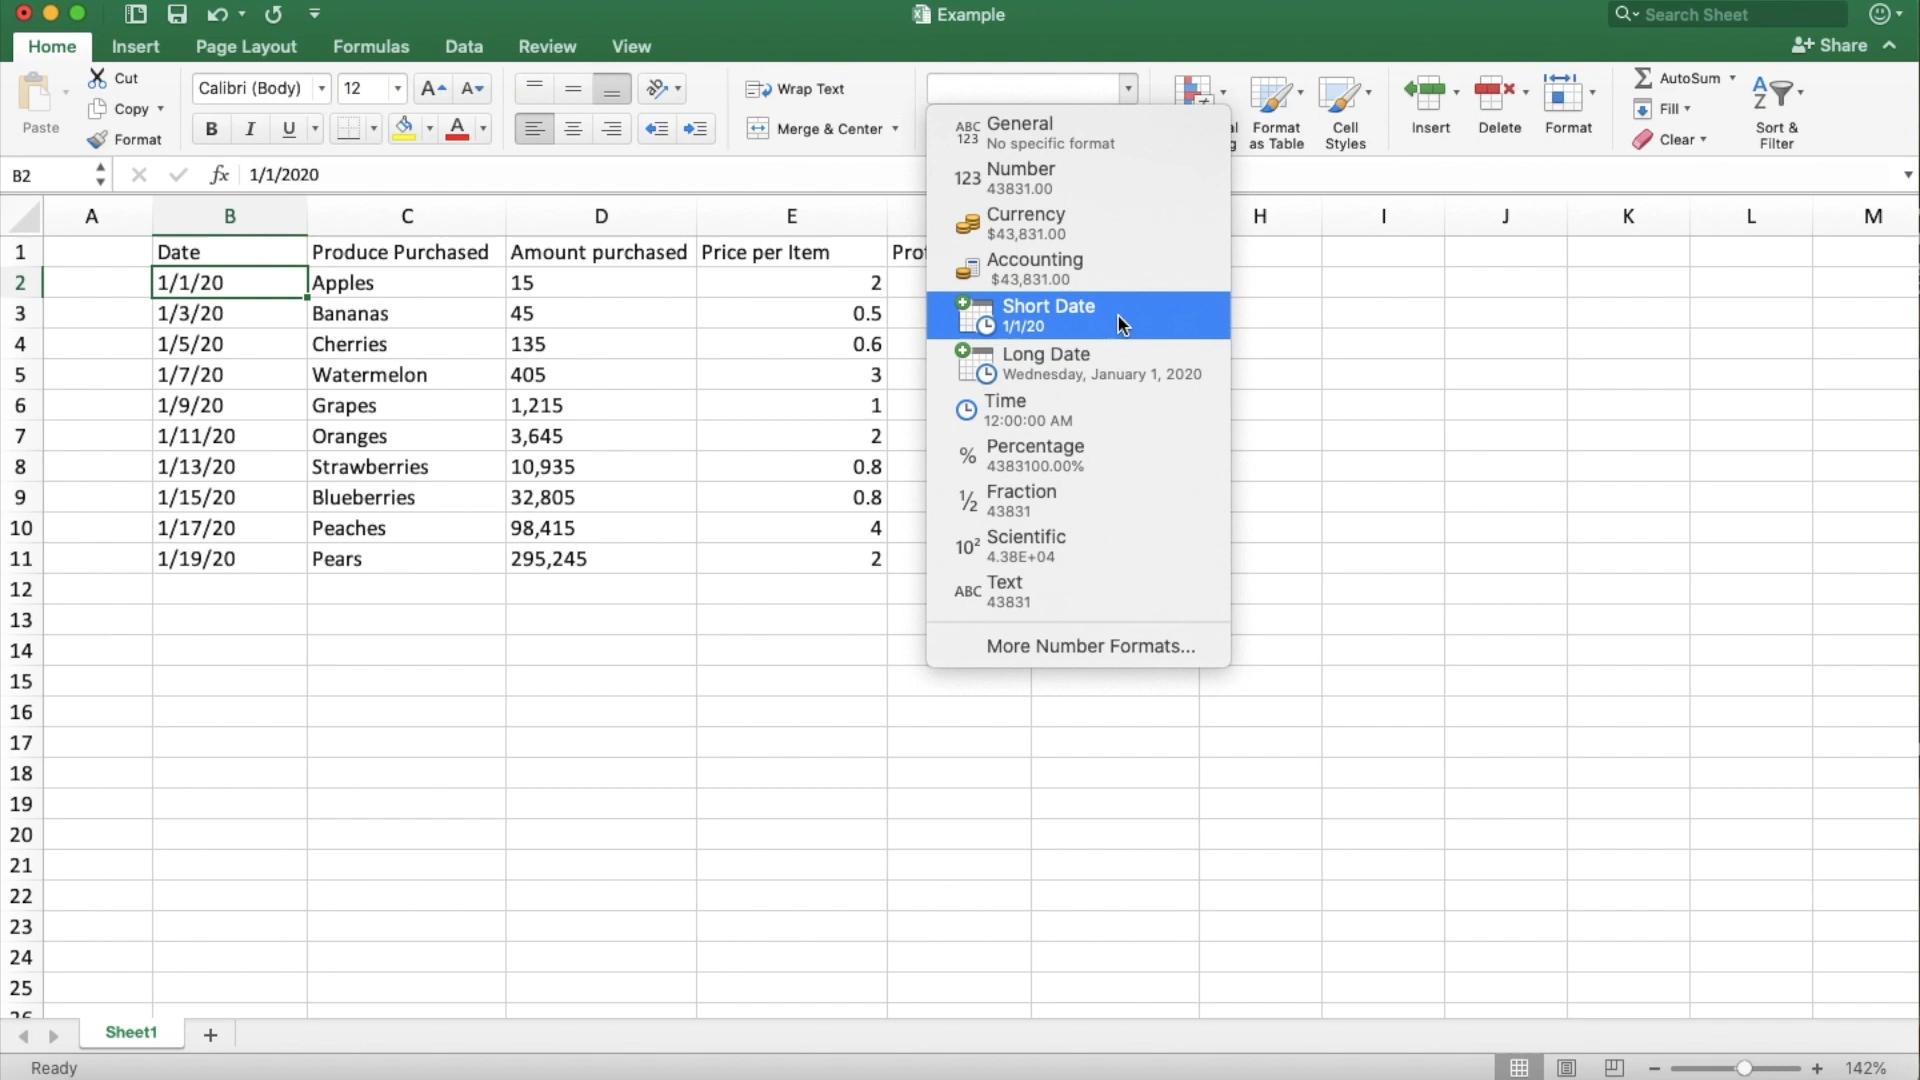 Example
Search Sheet
Home Insert Page Layout Formulas Data Review View
Share
Paste
Cut
Copy
Format
Calibri (Body) 12
A A
B I U A
ab
Wrap Text
Merge & Center
Format as Table
Cell Styles
Insert
Delete
Format
AutoSum
Fill
Clear
Sort & Filter
B2 fx 1/1/2020
A B C D E H I J K L M
1 Date Produce Purchased Amount purchased Price per Item
2 1/1/20 Apples 15 2
3 1/3/20 Bananas 45 0.5
4 1/5/20 Cherries 135 0.6
5 1/7/20 Watermelon 405 3
6 1/9/20 Grapes 1,215 1
7 1/11/20 Oranges 3,645 2
8 1/13/20 Strawberries 10,935 0.8
9 1/15/20 Blueberries 32,805 0.8
10 1/17/20 Peaches 98,415 4
11 1/19/20 Pears 295,245 2
12
13
14
15
16
17
18
19
20
21
22
23
24
25
ABC 123 General
No specific format
123 Number
43831.00
Currency
$43,831.00
Accounting
$43,831.00
Short Date
1/1/20
Long Date
Wednesday, January 1, 2020
Time
12:00:00 AM
% Percentage
4383100.00%
½ Fraction
43831
10² Scientific
4.38E+04
ABC Text
43831
More Number Formats...
Sheet1
Ready
142%